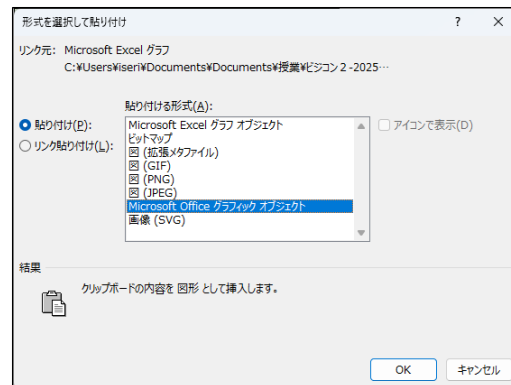 形式を選択して貼り付け
リンク元: Microsoft Excel グラフ
C:¥Users¥iseri¥Documents¥Documents¥授業¥ビジコン２-2025…
貼り付ける形式(A):
貼り付け(P):
リンク貼り付け(L):
Microsoft Excel グラフ オブジェクト
ビットマップ
図 (拡張メタファイル)
図 (GIF)
図 (PNG)
図 (JPEG)
Microsoft Office グラフィック オブジェクト
画像 (SVG)
アイコンで表示(D)
結果
クリップボードの内容を 図形 として挿入します。
OK
キャンセル